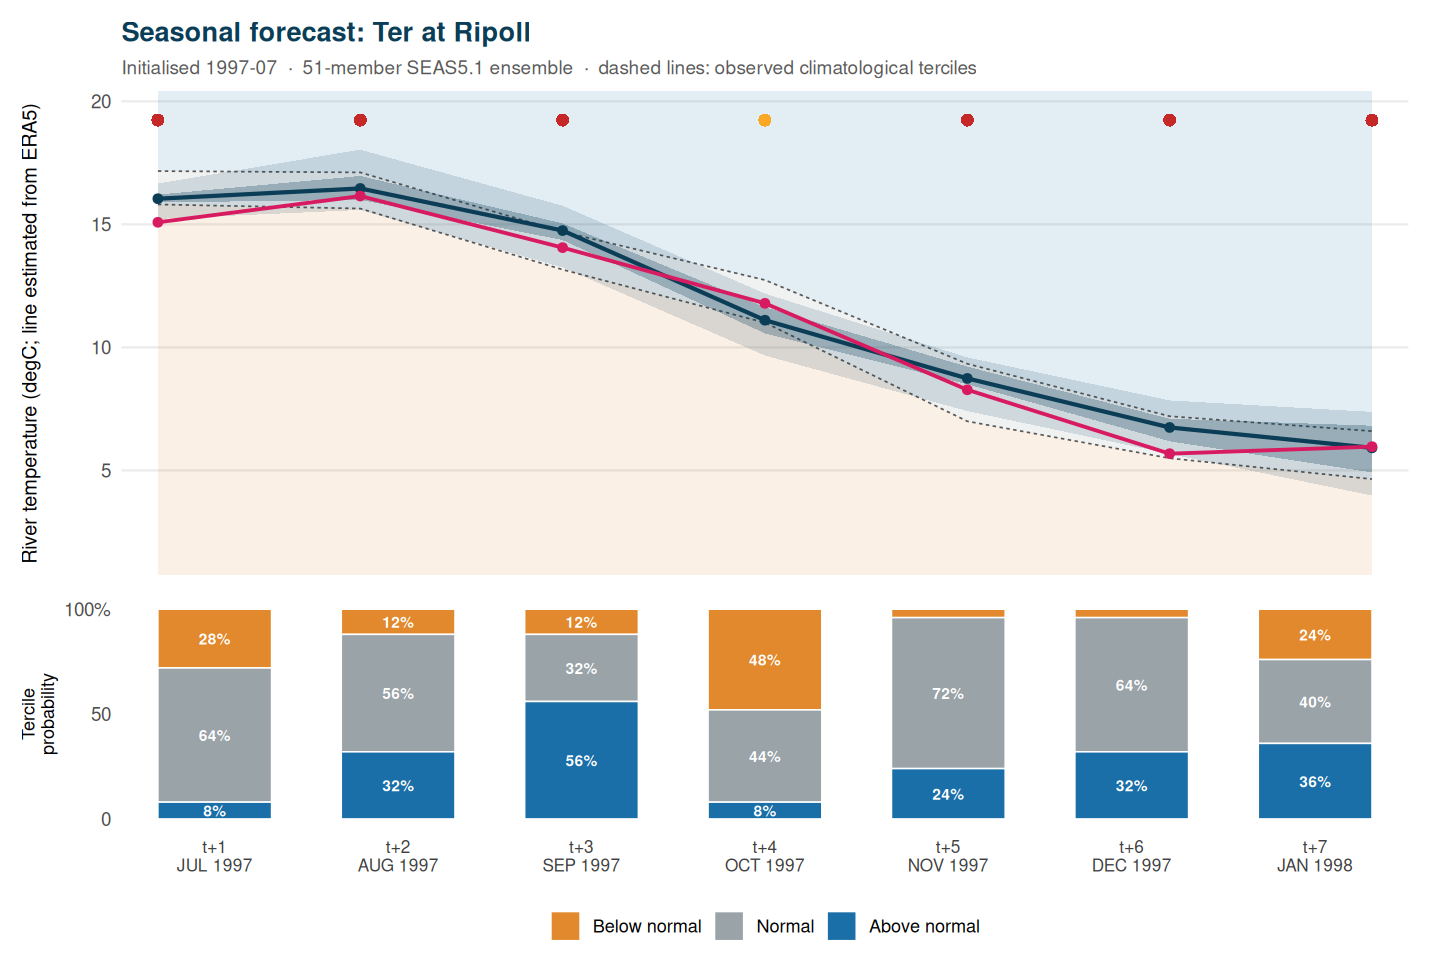 Seasonal forecast: Ter at Ripoll
Initialised 1997-07 · 51-member SEAS5.1 ensemble · dashed lines: observed climatological terciles
River temperature (degC; line estimated from ERA5)
20
15
10
5
Tercile
probability
100%
50
0
28%
64%
8%
12%
56%
32%
12%
32%
56%
48%
44%
8%
72%
24%
64%
32%
24%
40%
36%
t+1
JUL 1997
t+2
AUG 1997
t+3
SEP 1997
t+4
OCT 1997
t+5
NOV 1997
t+6
DEC 1997
t+7
JAN 1998
Below normal
Normal
Above normal